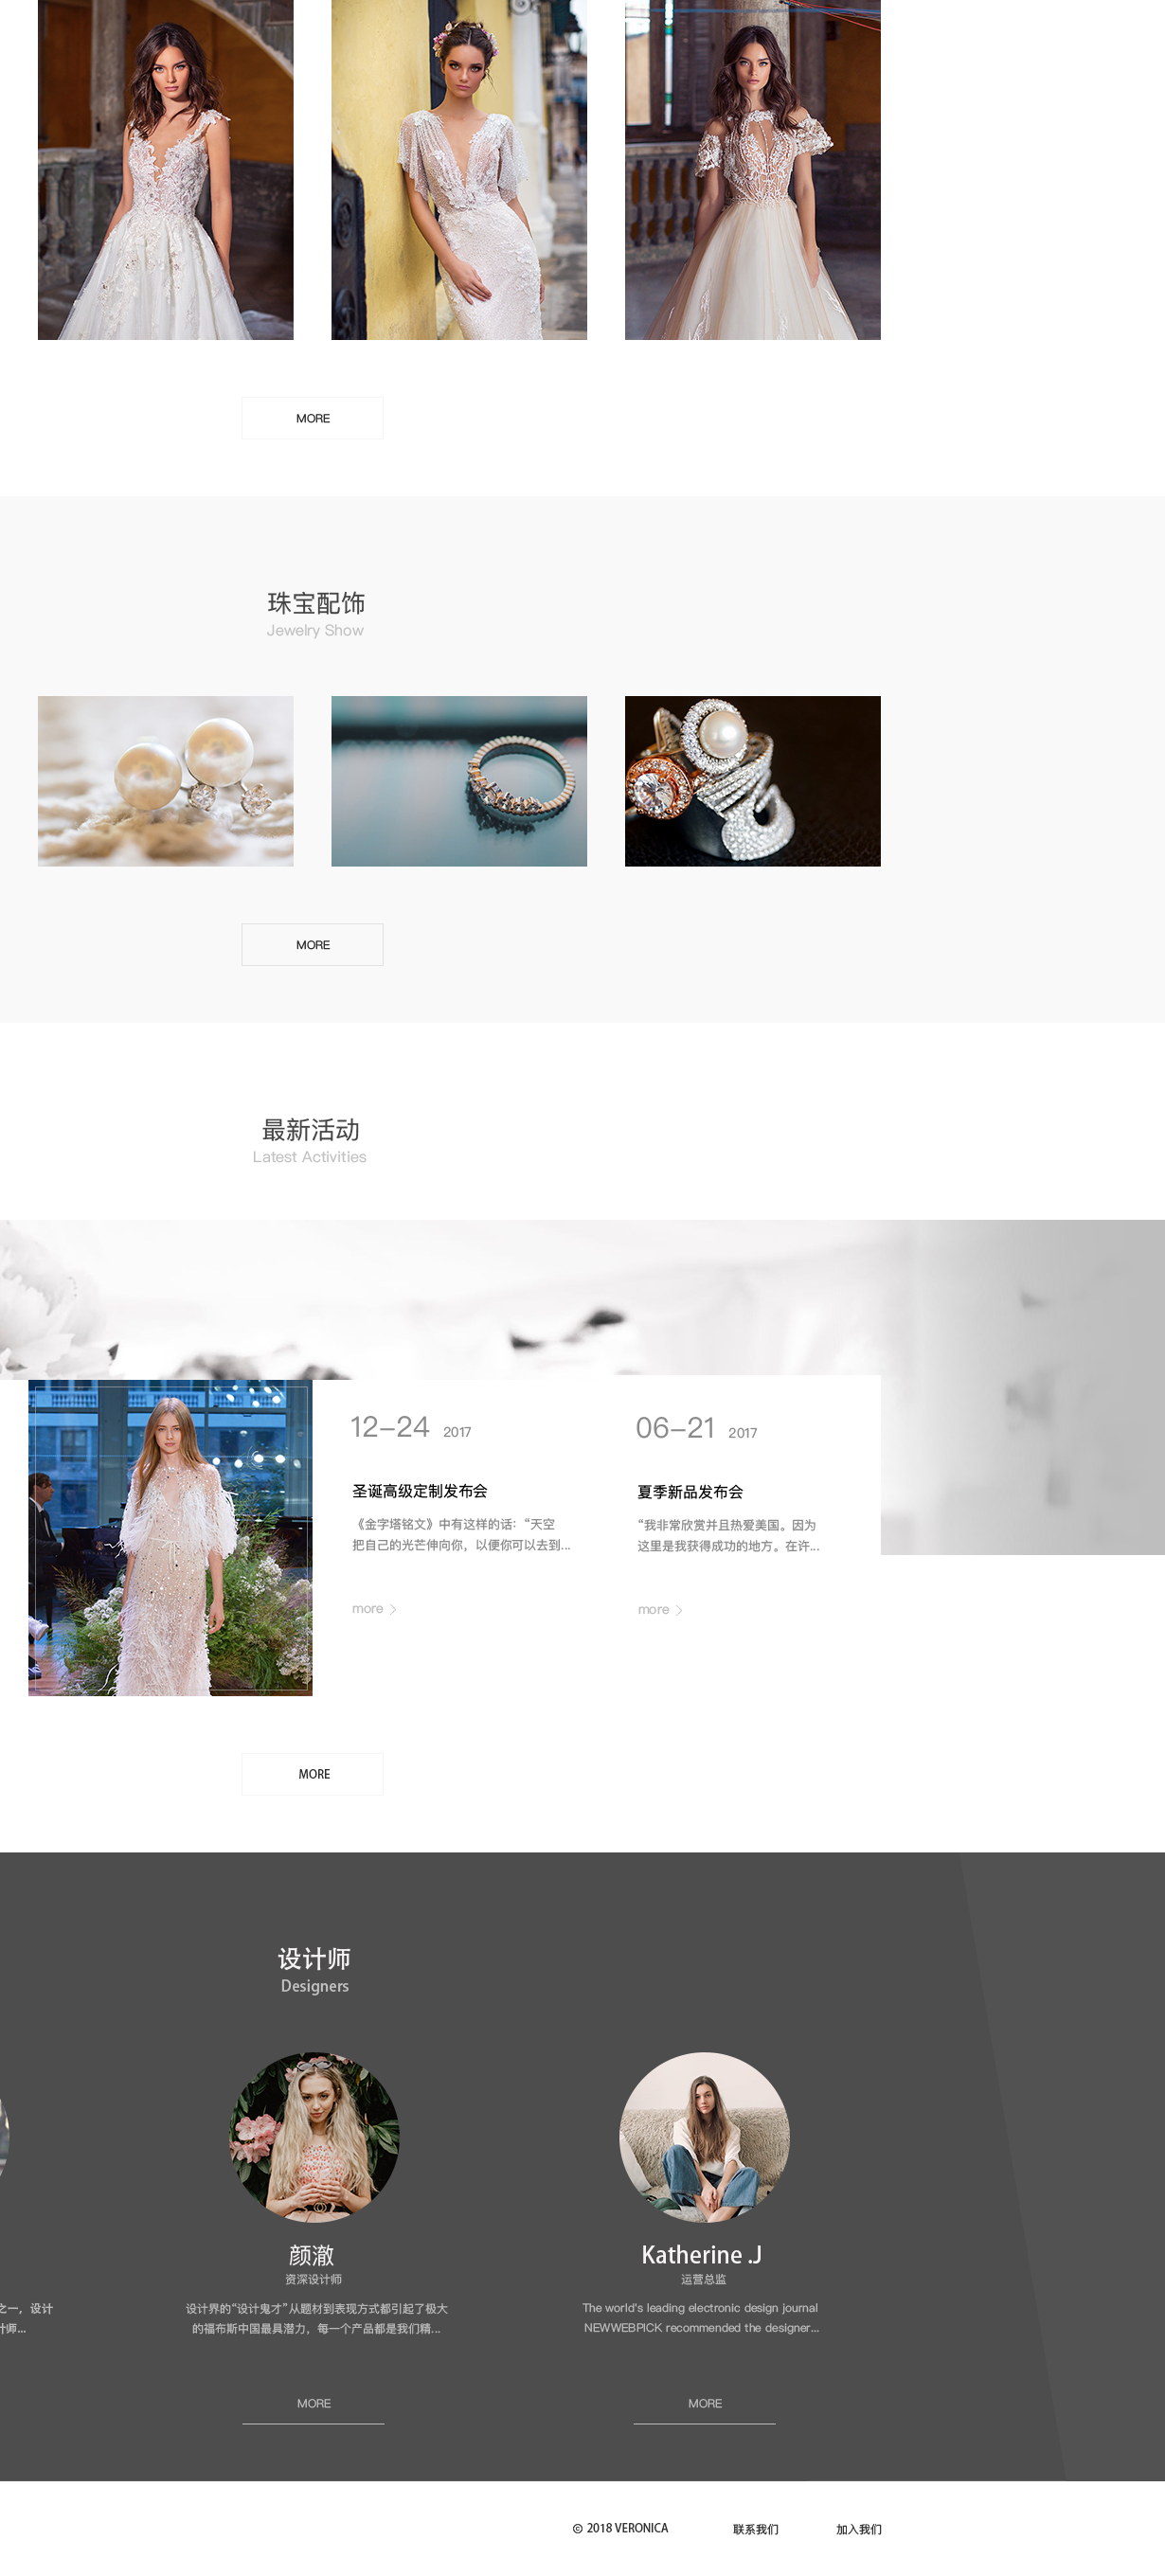 MORE
珠宝配饰
Jewelry Show
MORE
最新活动
Latest Activities
12-24 2017
圣诞高级定制发布会
《金字塔铭文》中有这样的话：“天空
把自己的光芒伸向你，以便你可以去到...
more
06-21 2017
夏季新品发布会
“我非常欣赏并且热爱美国。因为
这里是我获得成功的地方。在许...
more
MORE
设计师
Designers
之一，设计
计师...
颜澈
资深设计师
设计界的“设计鬼才”从题材到表现方式都引起了极大
的福布斯中国最具潜力，每一个产品都是我们精...
MORE
Katherine .J
运营总监
The world's leading electronic design journal
NEWWEBPICK recommended the designer...
MORE
© 2018 VERONICA 联系我们 加入我们